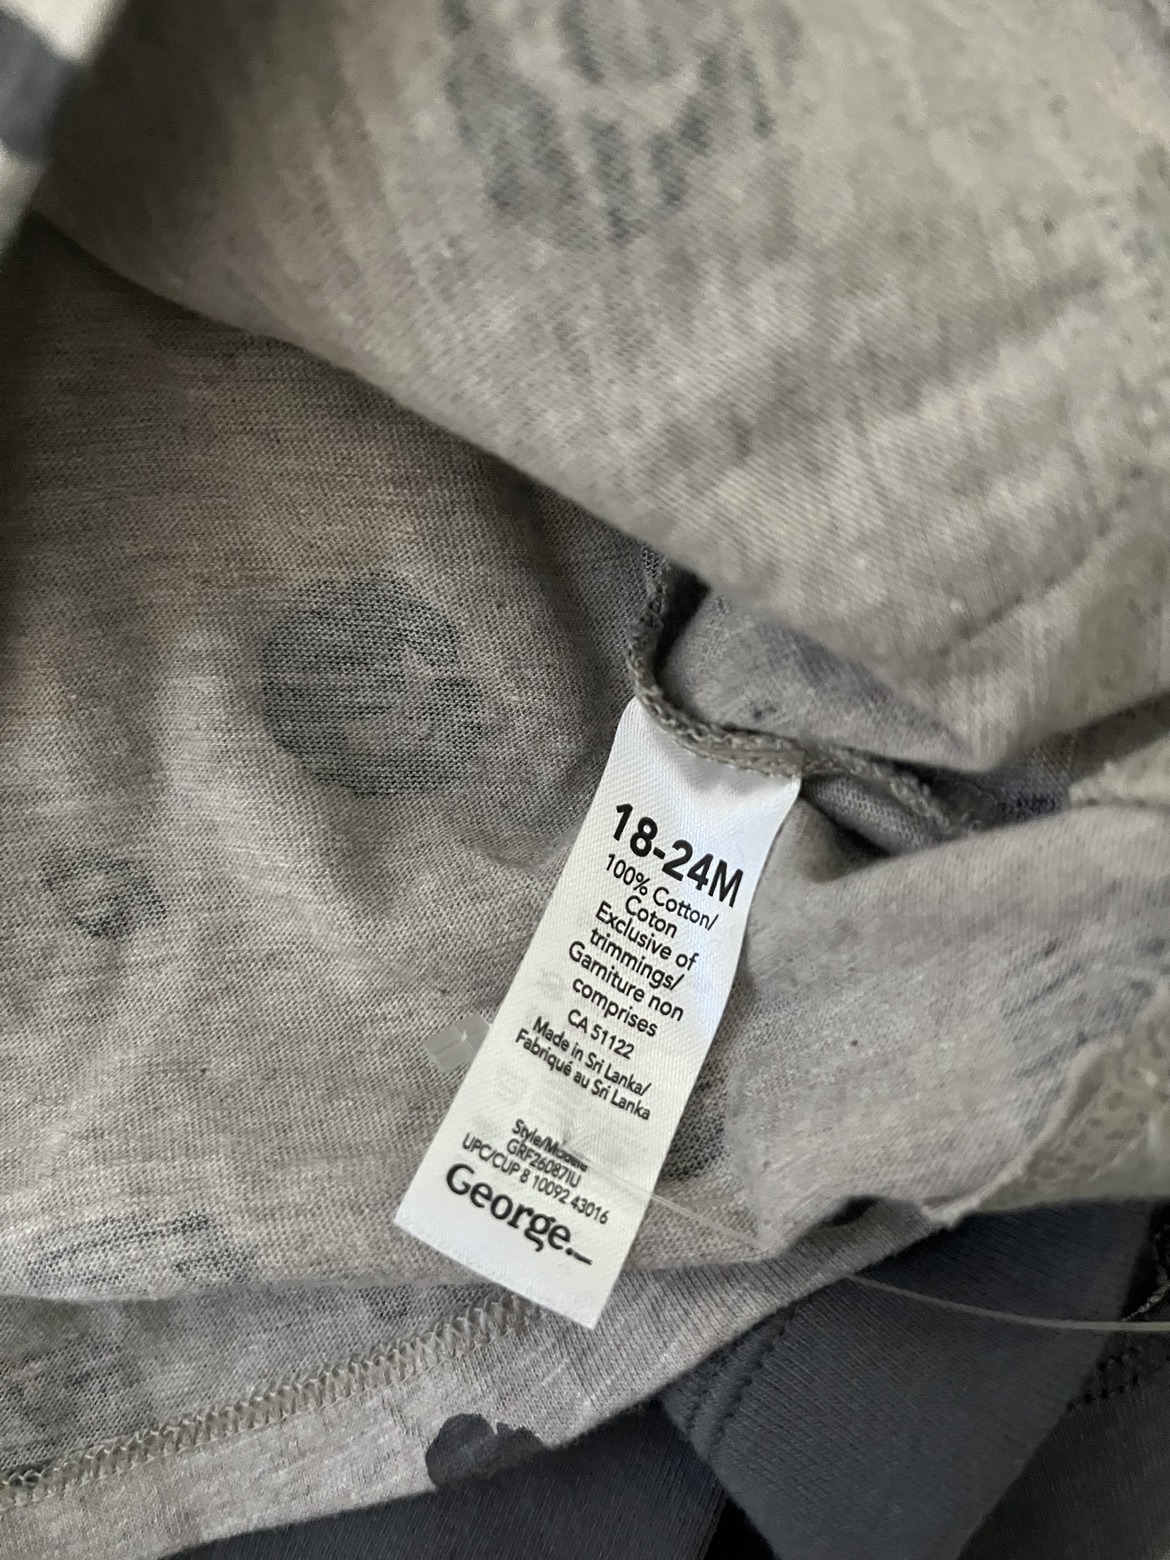 18-24M
100% Cotton/
Coton
Exclusive of
trimmings/
Garniture non
comprises
CA 51122
Made in Sri Lanka/
Fabriqué au Sri Lanka
Style/Modèle
GRF260871U
UPC/CUP 8 10092 43016
George.